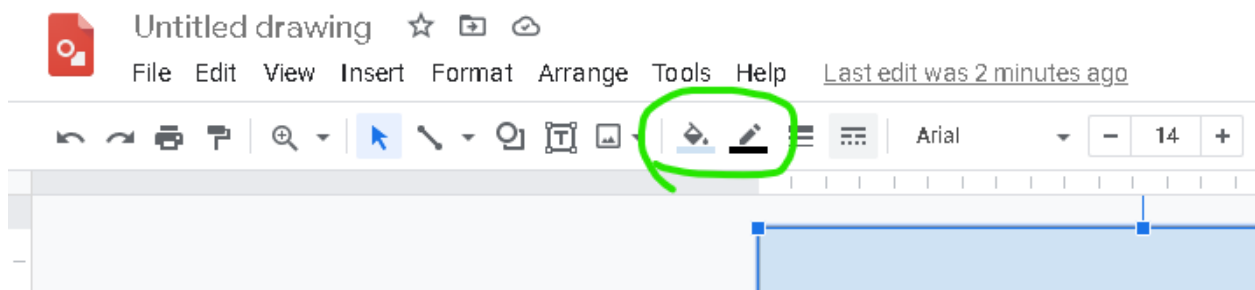 Untitled drawing
File Edit View Insert Format Arrange Tools Help Last edit was 2 minutes ago
T Arial - 14 +